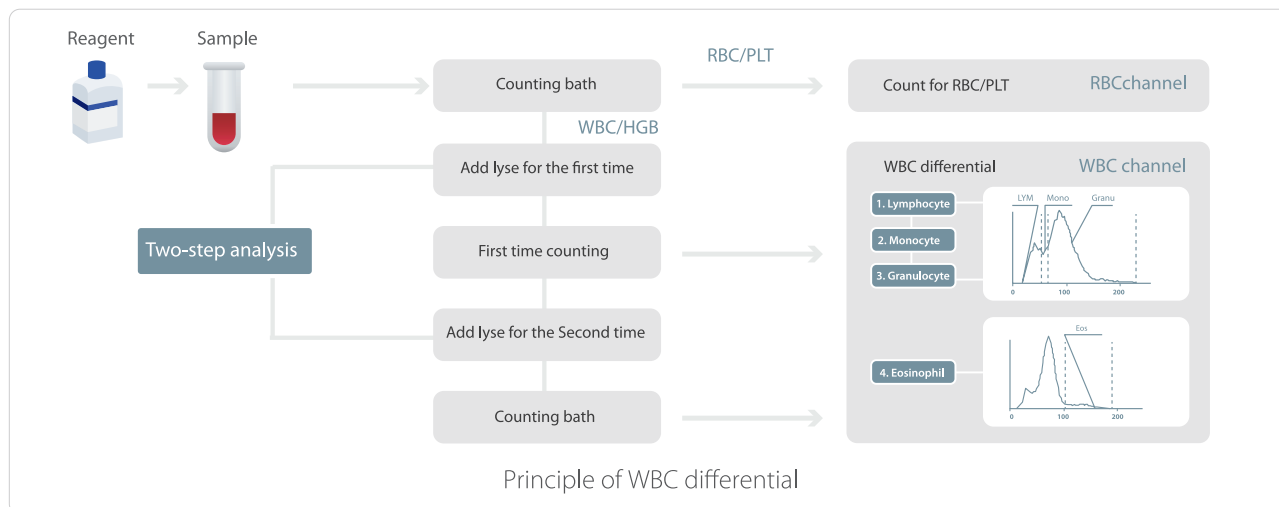 Reagent
Sample
Counting bath
RBC/PLT
Count for RBC/PLT
RBCchannel
WBC/HGB
Add lyse for the first time
WBC differential
WBC channel
1. Lymphocyte
2. Monocyte
3. Granulocyte
LYM
Mono
Granu
0
100
200
Two-step analysis
First time counting
Add lyse for the Second time
4. Eosinophil
Eos
0
100
200
Counting bath
Principle of WBC differential